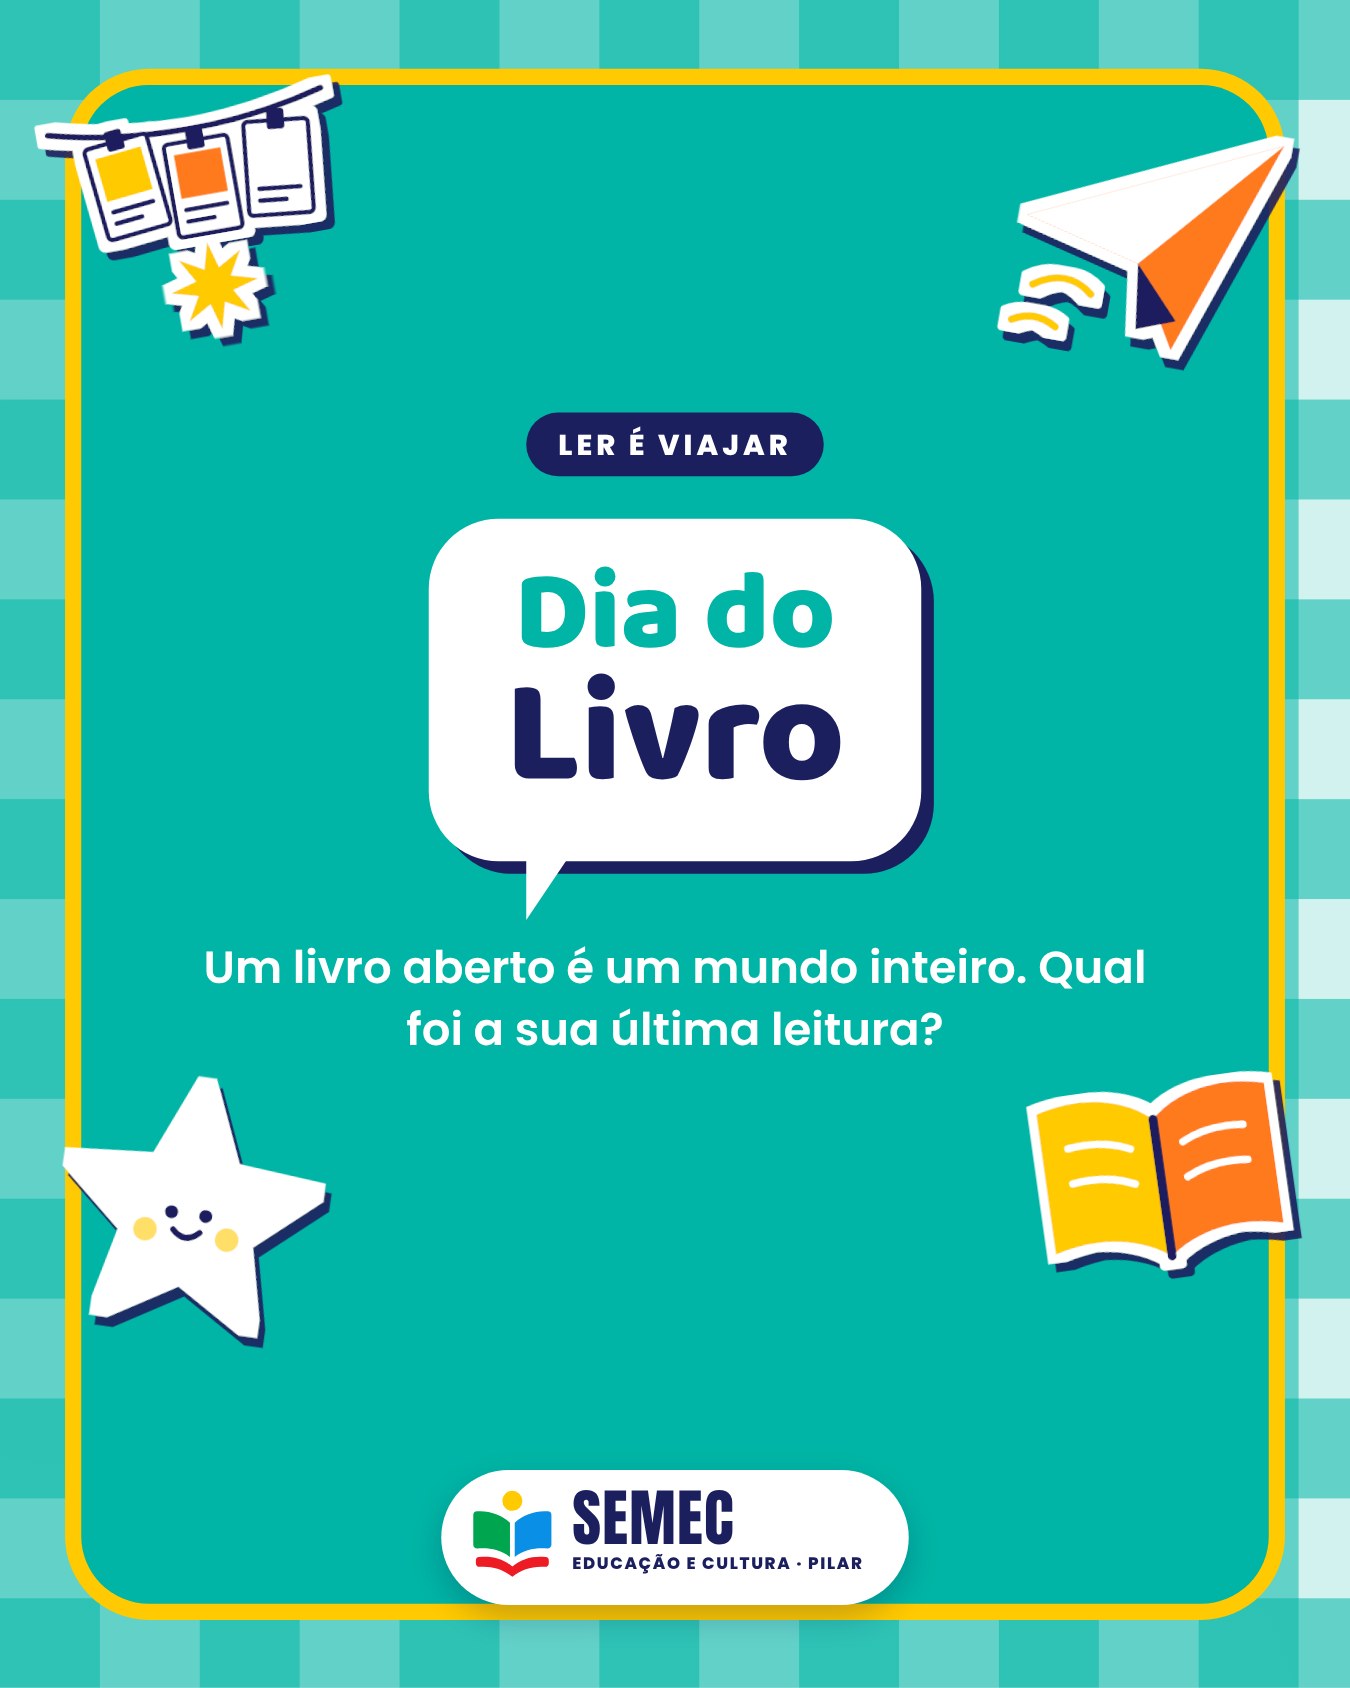 LER É VIAJAR
Dia do
Livro
Um livro aberto é um mundo inteiro. Qual
foi a sua última leitura?
SEMEC
EDUCAÇÃO E CULTURA · PILAR